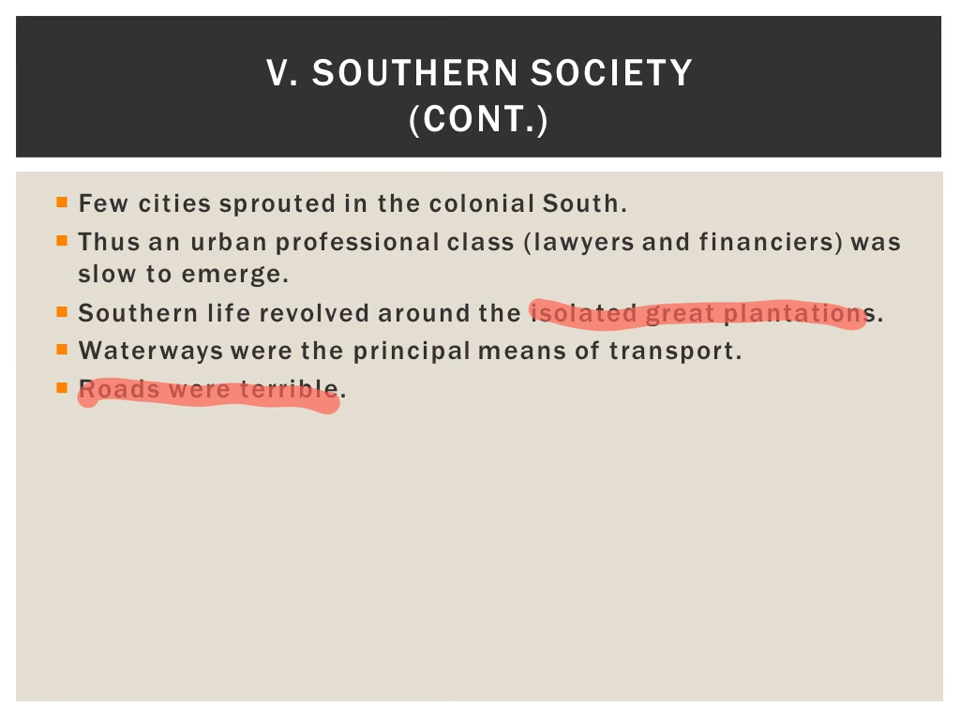 V. SOUTHERN SOCIETY
(CONT.)
Few cities sprouted in the colonial South.
Thus an urban professional class (lawyers and financiers) was
slow to emerge.
Southern life revolved around the isolated great plantations.
Waterways were the principal means of transport.
Roads were terrible.